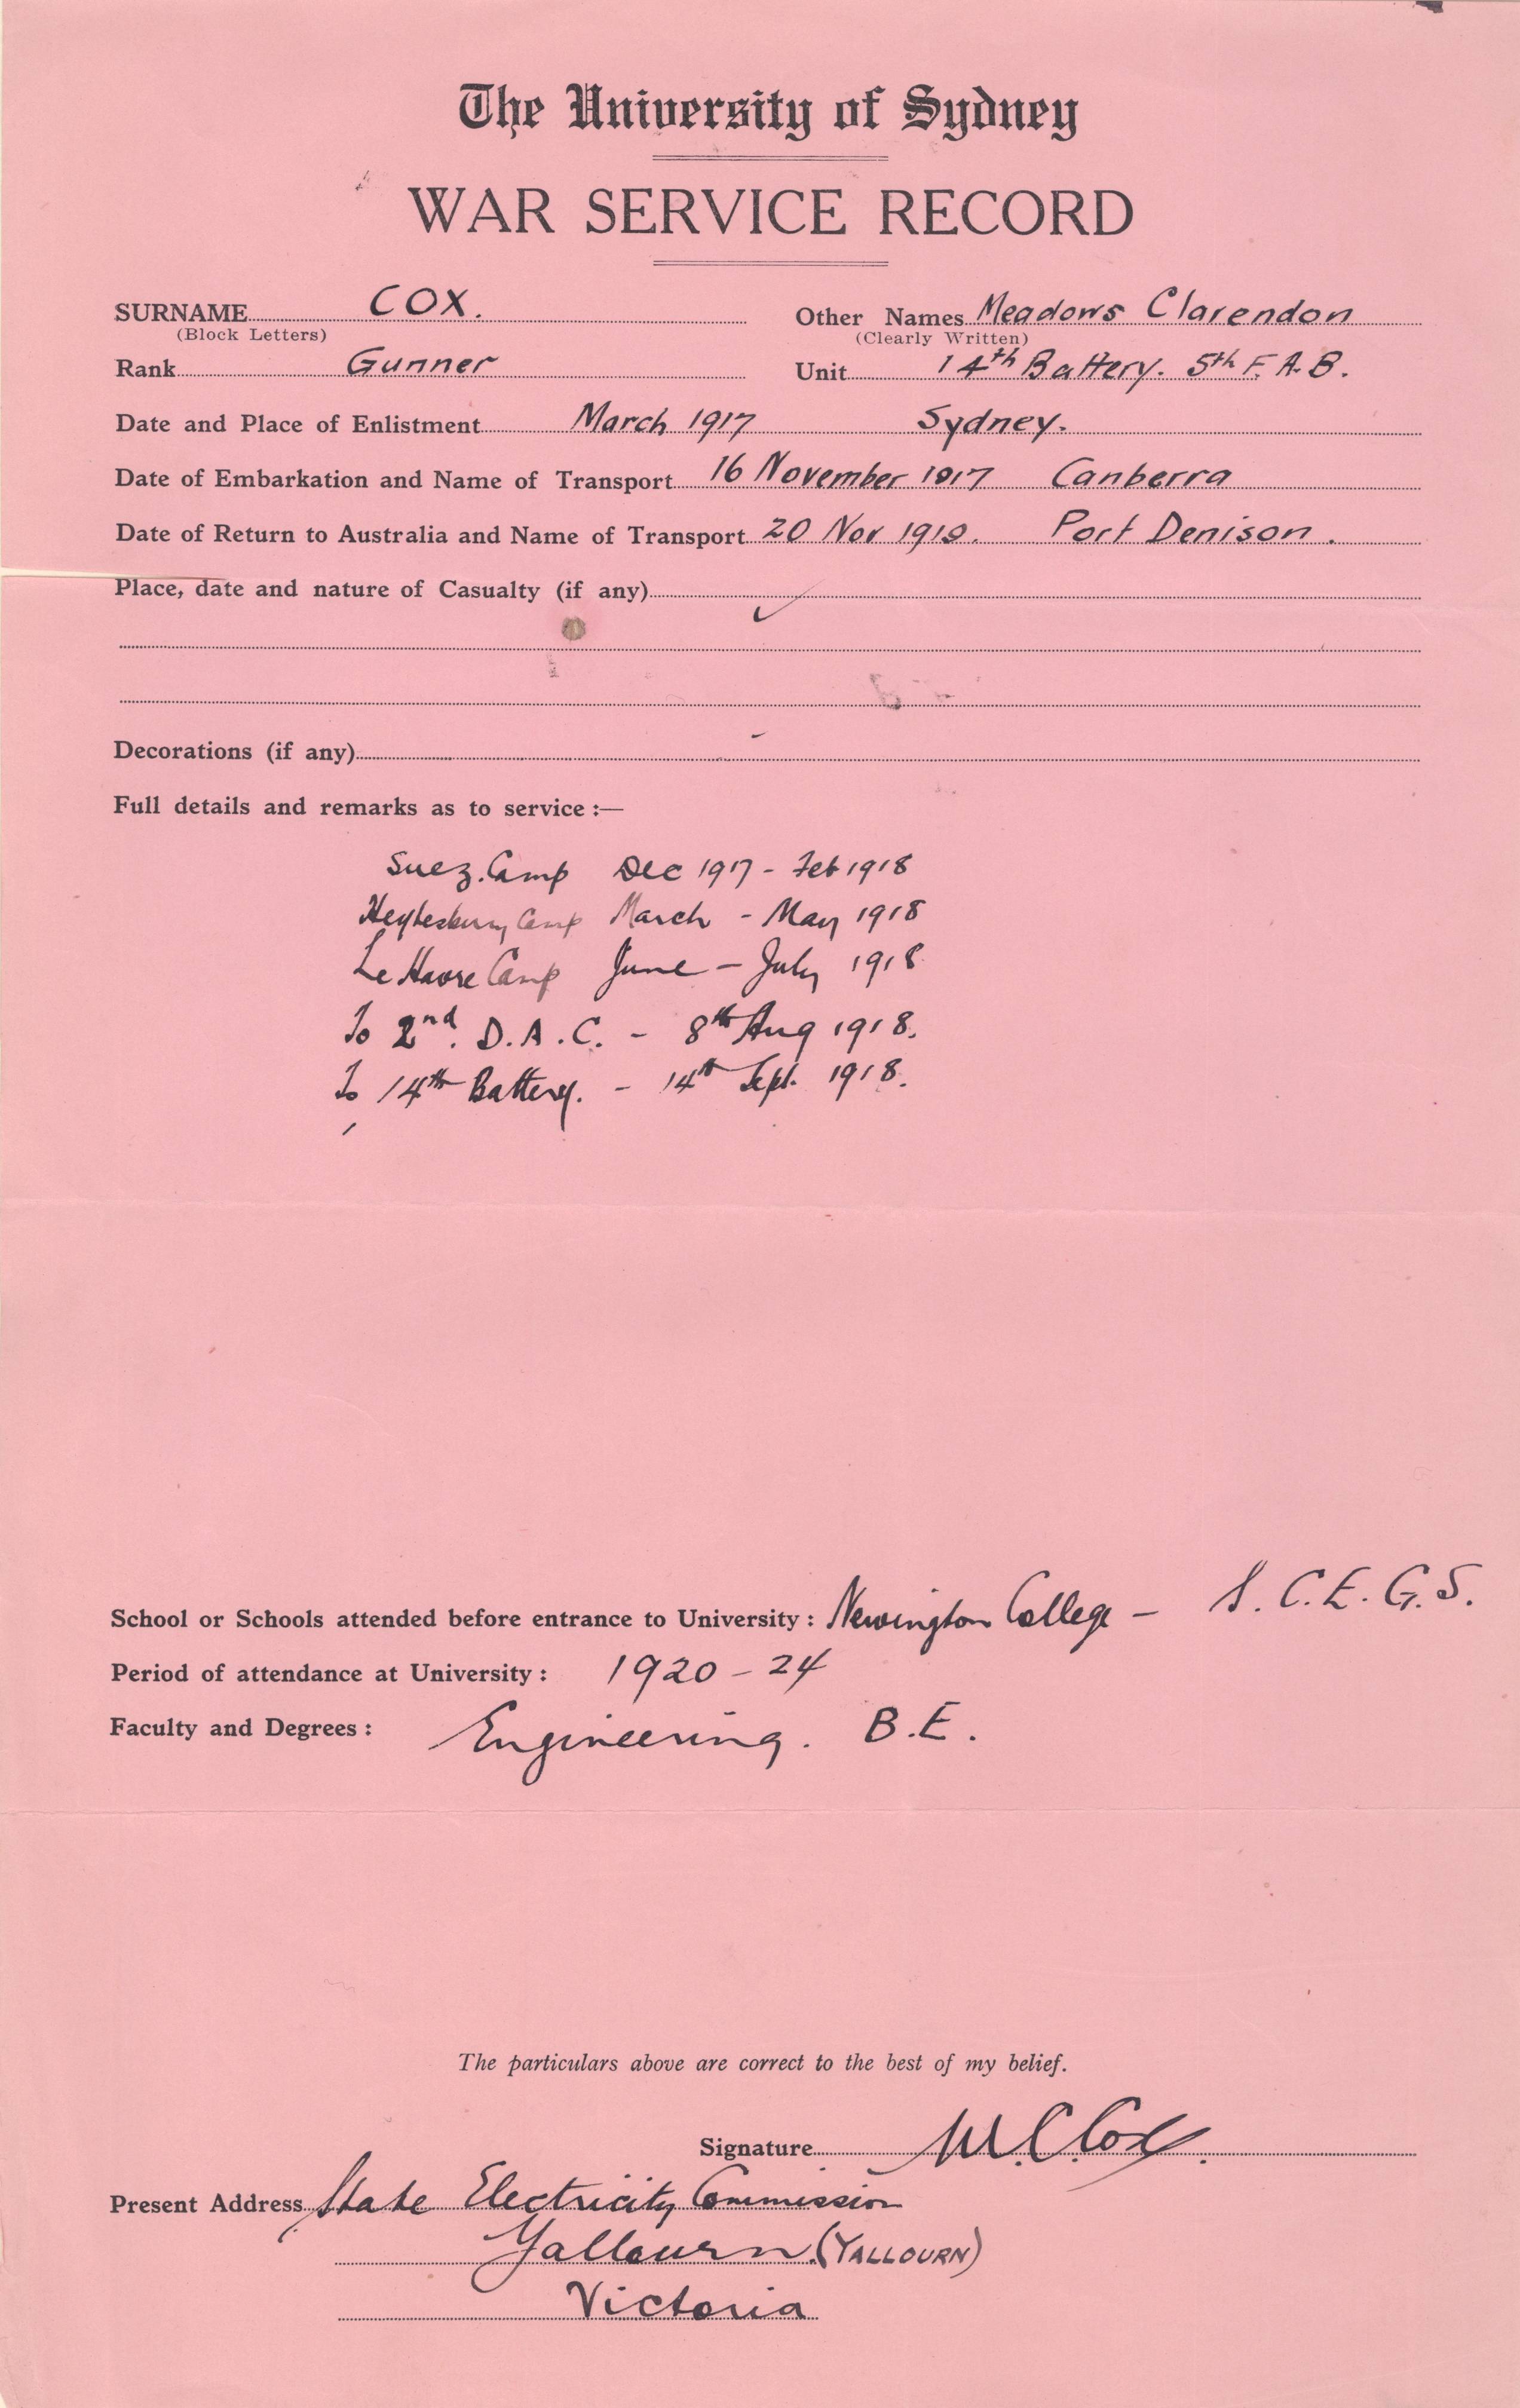 The University of Sydney
WAR SERVICE RECORD
SURNAME COX. Other Names Meadows Clarendon
(Block Letters) (Clearly Written)
Rank Gunner Unit 14th Battery. 5th F.A.B.
Date and Place of Enlistment March 1917 Sydney.
Date of Embarkation and Name of Transport 16 November 1917 Canberra
Date of Return to Australia and Name of Transport 20 Nov 1919. Port Denison.
Place, date and nature of Casualty (if any)
Decorations (if any) -
Full details and remarks as to service :—
Suez. Camp Dec 1917 - Feb 1918
Heytesbury Camp March - May 1918
Le Havre Camp June - July 1918
To 2nd. D.A.C. - 8th Aug 1918.
To 14th Battery. - 14th Sept. 1918.
School or Schools attended before entrance to University : Newington College - S.C.E.G.S.
Period of attendance at University : 1920-24
Faculty and Degrees : Engineering. B.E.
The particulars above are correct to the best of my belief.
Signature M.C. Cox.
Present Address State Electricity Commission
Yallourn. (YALLOURN)
Victoria